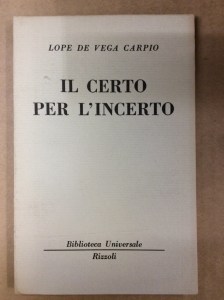 LOPE DE VEGA CARPIO
IL CERTO
PER L'INCERTO
Biblioteca Universale
Rizzoli